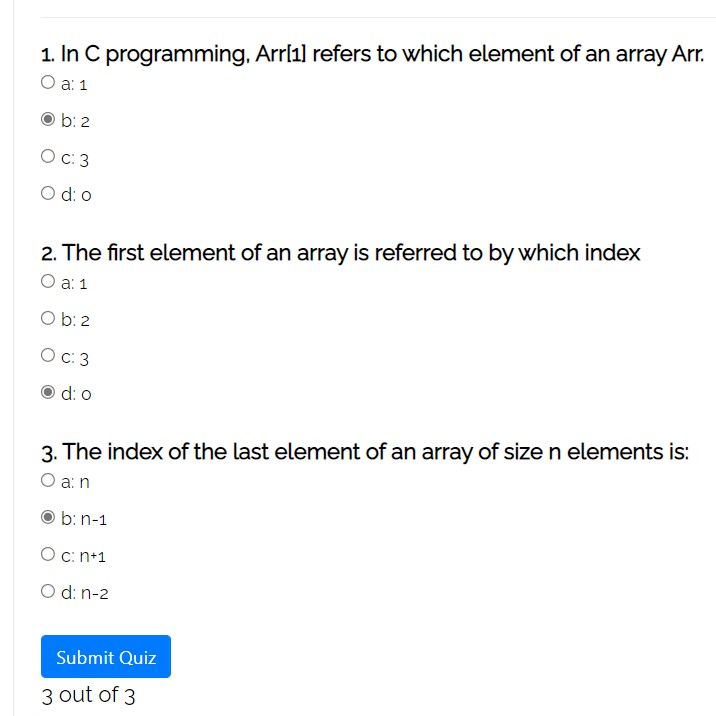 1. In C programming, Arr[1] refers to which element of an array Arr.
a: 1
b: 2
c: 3
d: 0
2. The first element of an array is referred to by which index
a: 1
b: 2
c: 3
d: 0
3. The index of the last element of an array of size n elements is:
a: n
b: n-1
c: n+1
d: n-2
Submit Quiz
3 out of 3